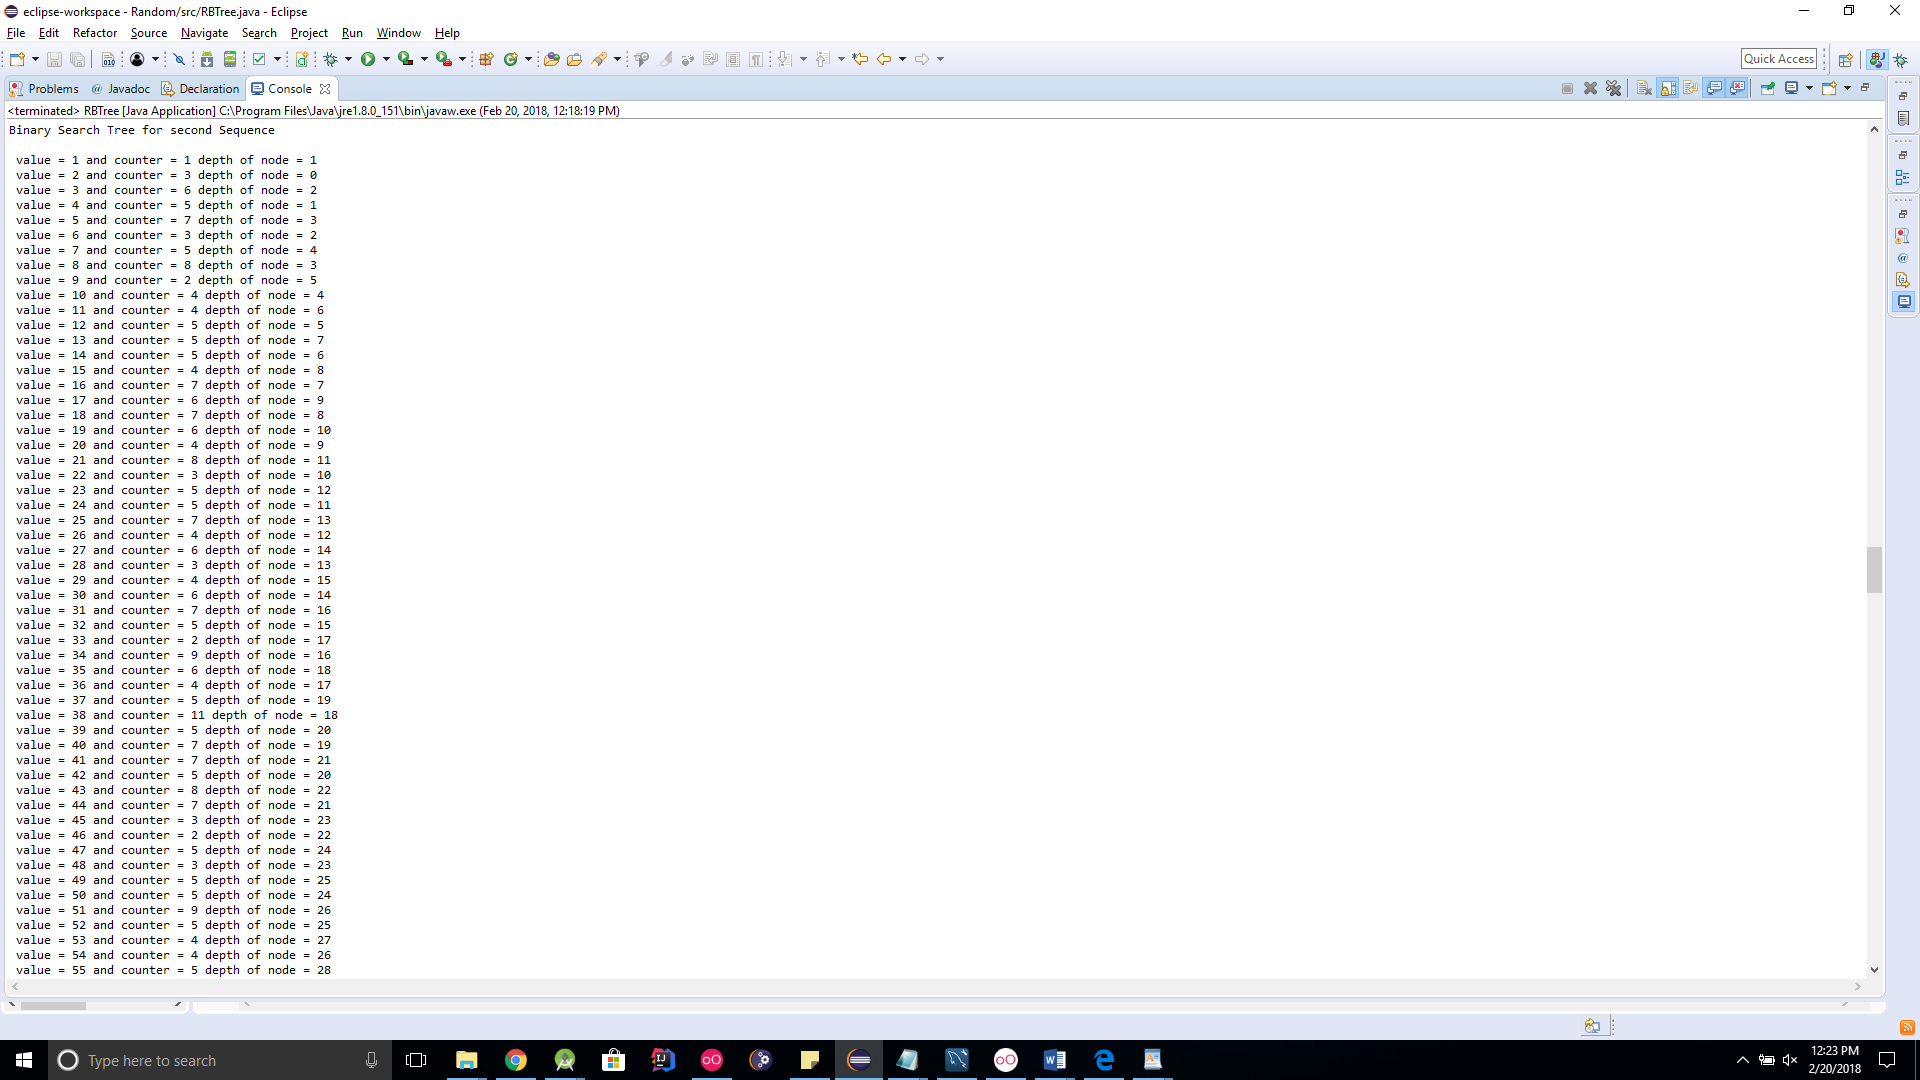 eclipse-workspace - Random/src/RBTree.java - Eclipse
File Edit Refactor Source Navigate Search Project Run Window Help
Quick Access
Problems @ Javadoc Declaration Console
<terminated> RBTree [Java Application] C:\Program Files\Java\jre1.8.0_151\bin\javaw.exe (Feb 20, 2018, 12:18:19 PM)
Binary Search Tree for second Sequence
value = 1 and counter = 1 depth of node = 1
value = 2 and counter = 3 depth of node = 0
value = 3 and counter = 6 depth of node = 2
value = 4 and counter = 5 depth of node = 1
value = 5 and counter = 7 depth of node = 3
value = 6 and counter = 3 depth of node = 2
value = 7 and counter = 5 depth of node = 4
value = 8 and counter = 8 depth of node = 3
value = 9 and counter = 2 depth of node = 5
value = 10 and counter = 4 depth of node = 4
value = 11 and counter = 4 depth of node = 6
value = 12 and counter = 5 depth of node = 5
value = 13 and counter = 5 depth of node = 7
value = 14 and counter = 5 depth of node = 6
value = 15 and counter = 4 depth of node = 8
value = 16 and counter = 7 depth of node = 7
value = 17 and counter = 6 depth of node = 9
value = 18 and counter = 7 depth of node = 8
value = 19 and counter = 6 depth of node = 10
value = 20 and counter = 4 depth of node = 9
value = 21 and counter = 8 depth of node = 11
value = 22 and counter = 3 depth of node = 10
value = 23 and counter = 5 depth of node = 12
value = 24 and counter = 5 depth of node = 11
value = 25 and counter = 7 depth of node = 13
value = 26 and counter = 4 depth of node = 12
value = 27 and counter = 6 depth of node = 14
value = 28 and counter = 3 depth of node = 13
value = 29 and counter = 4 depth of node = 15
value = 30 and counter = 6 depth of node = 14
value = 31 and counter = 7 depth of node = 16
value = 32 and counter = 5 depth of node = 15
value = 33 and counter = 2 depth of node = 17
value = 34 and counter = 9 depth of node = 16
value = 35 and counter = 6 depth of node = 18
value = 36 and counter = 4 depth of node = 17
value = 37 and counter = 5 depth of node = 19
value = 38 and counter = 11 depth of node = 18
value = 39 and counter = 5 depth of node = 20
value = 40 and counter = 7 depth of node = 19
value = 41 and counter = 7 depth of node = 21
value = 42 and counter = 5 depth of node = 20
value = 43 and counter = 8 depth of node = 22
value = 44 and counter = 7 depth of node = 21
value = 45 and counter = 3 depth of node = 23
value = 46 and counter = 2 depth of node = 22
value = 47 and counter = 5 depth of node = 24
value = 48 and counter = 3 depth of node = 23
value = 49 and counter = 5 depth of node = 25
value = 50 and counter = 5 depth of node = 24
value = 51 and counter = 9 depth of node = 26
value = 52 and counter = 5 depth of node = 25
value = 53 and counter = 4 depth of node = 27
value = 54 and counter = 4 depth of node = 26
value = 55 and counter = 5 depth of node = 28
Type here to search
12:23 PM
2/20/2018